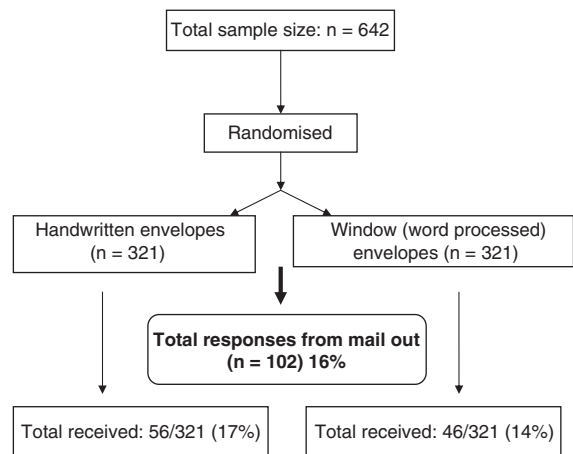 Total sample size: n = 642
Randomised
Handwritten envelopes
(n = 321)
Window (word processed)
envelopes (n = 321)
Total responses from mail out
(n = 102) 16%
Total received: 56/321 (17%)
Total received: 46/321 (14%)